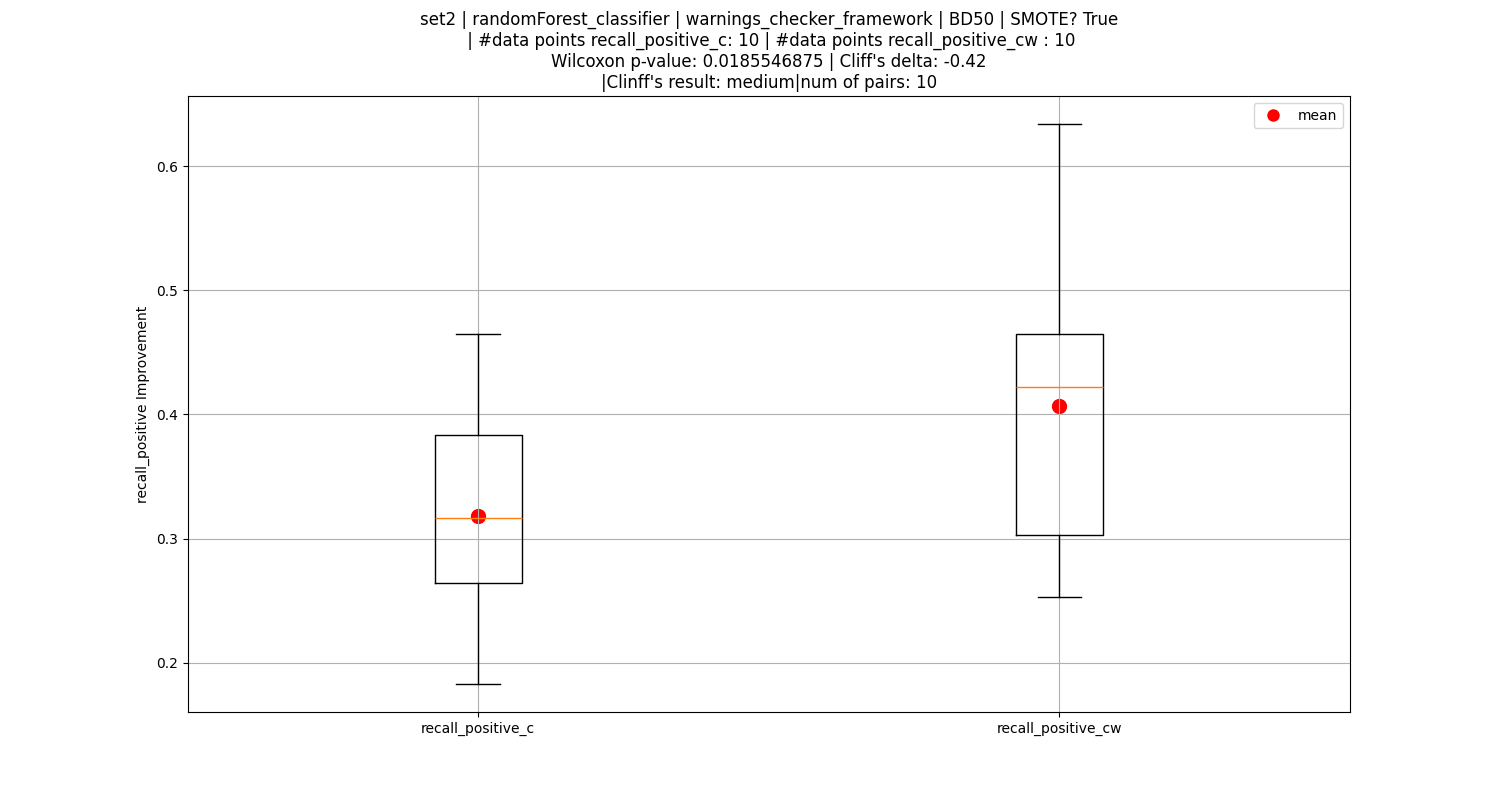 set2 | randomForest_classifier | warnings_checker_framework | BD50 | SMOTE? True
| #data points recall_positive_c: 10 | #data points recall_positive_cw : 10
Wilcoxon p-value: 0.0185546875 | Cliff's delta: -0.42
|Clinff's result: medium|num of pairs: 10
mean
0.6
0.5
0.4
0.3
0.2
recall_positive Improvement
recall_positive_c
recall_positive_cw